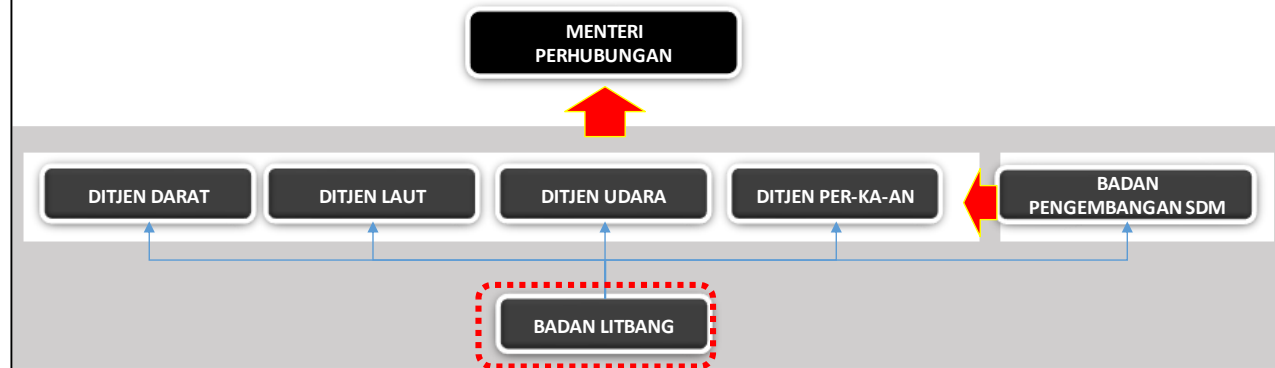 MENTERI
PERHUBUNGAN
DITJEN DARAT
DITJEN LAUT
DITJEN UDARA
DITJEN PER-KA-AN
BADAN
PENGEMBANGAN SDM
BADAN LITBANG